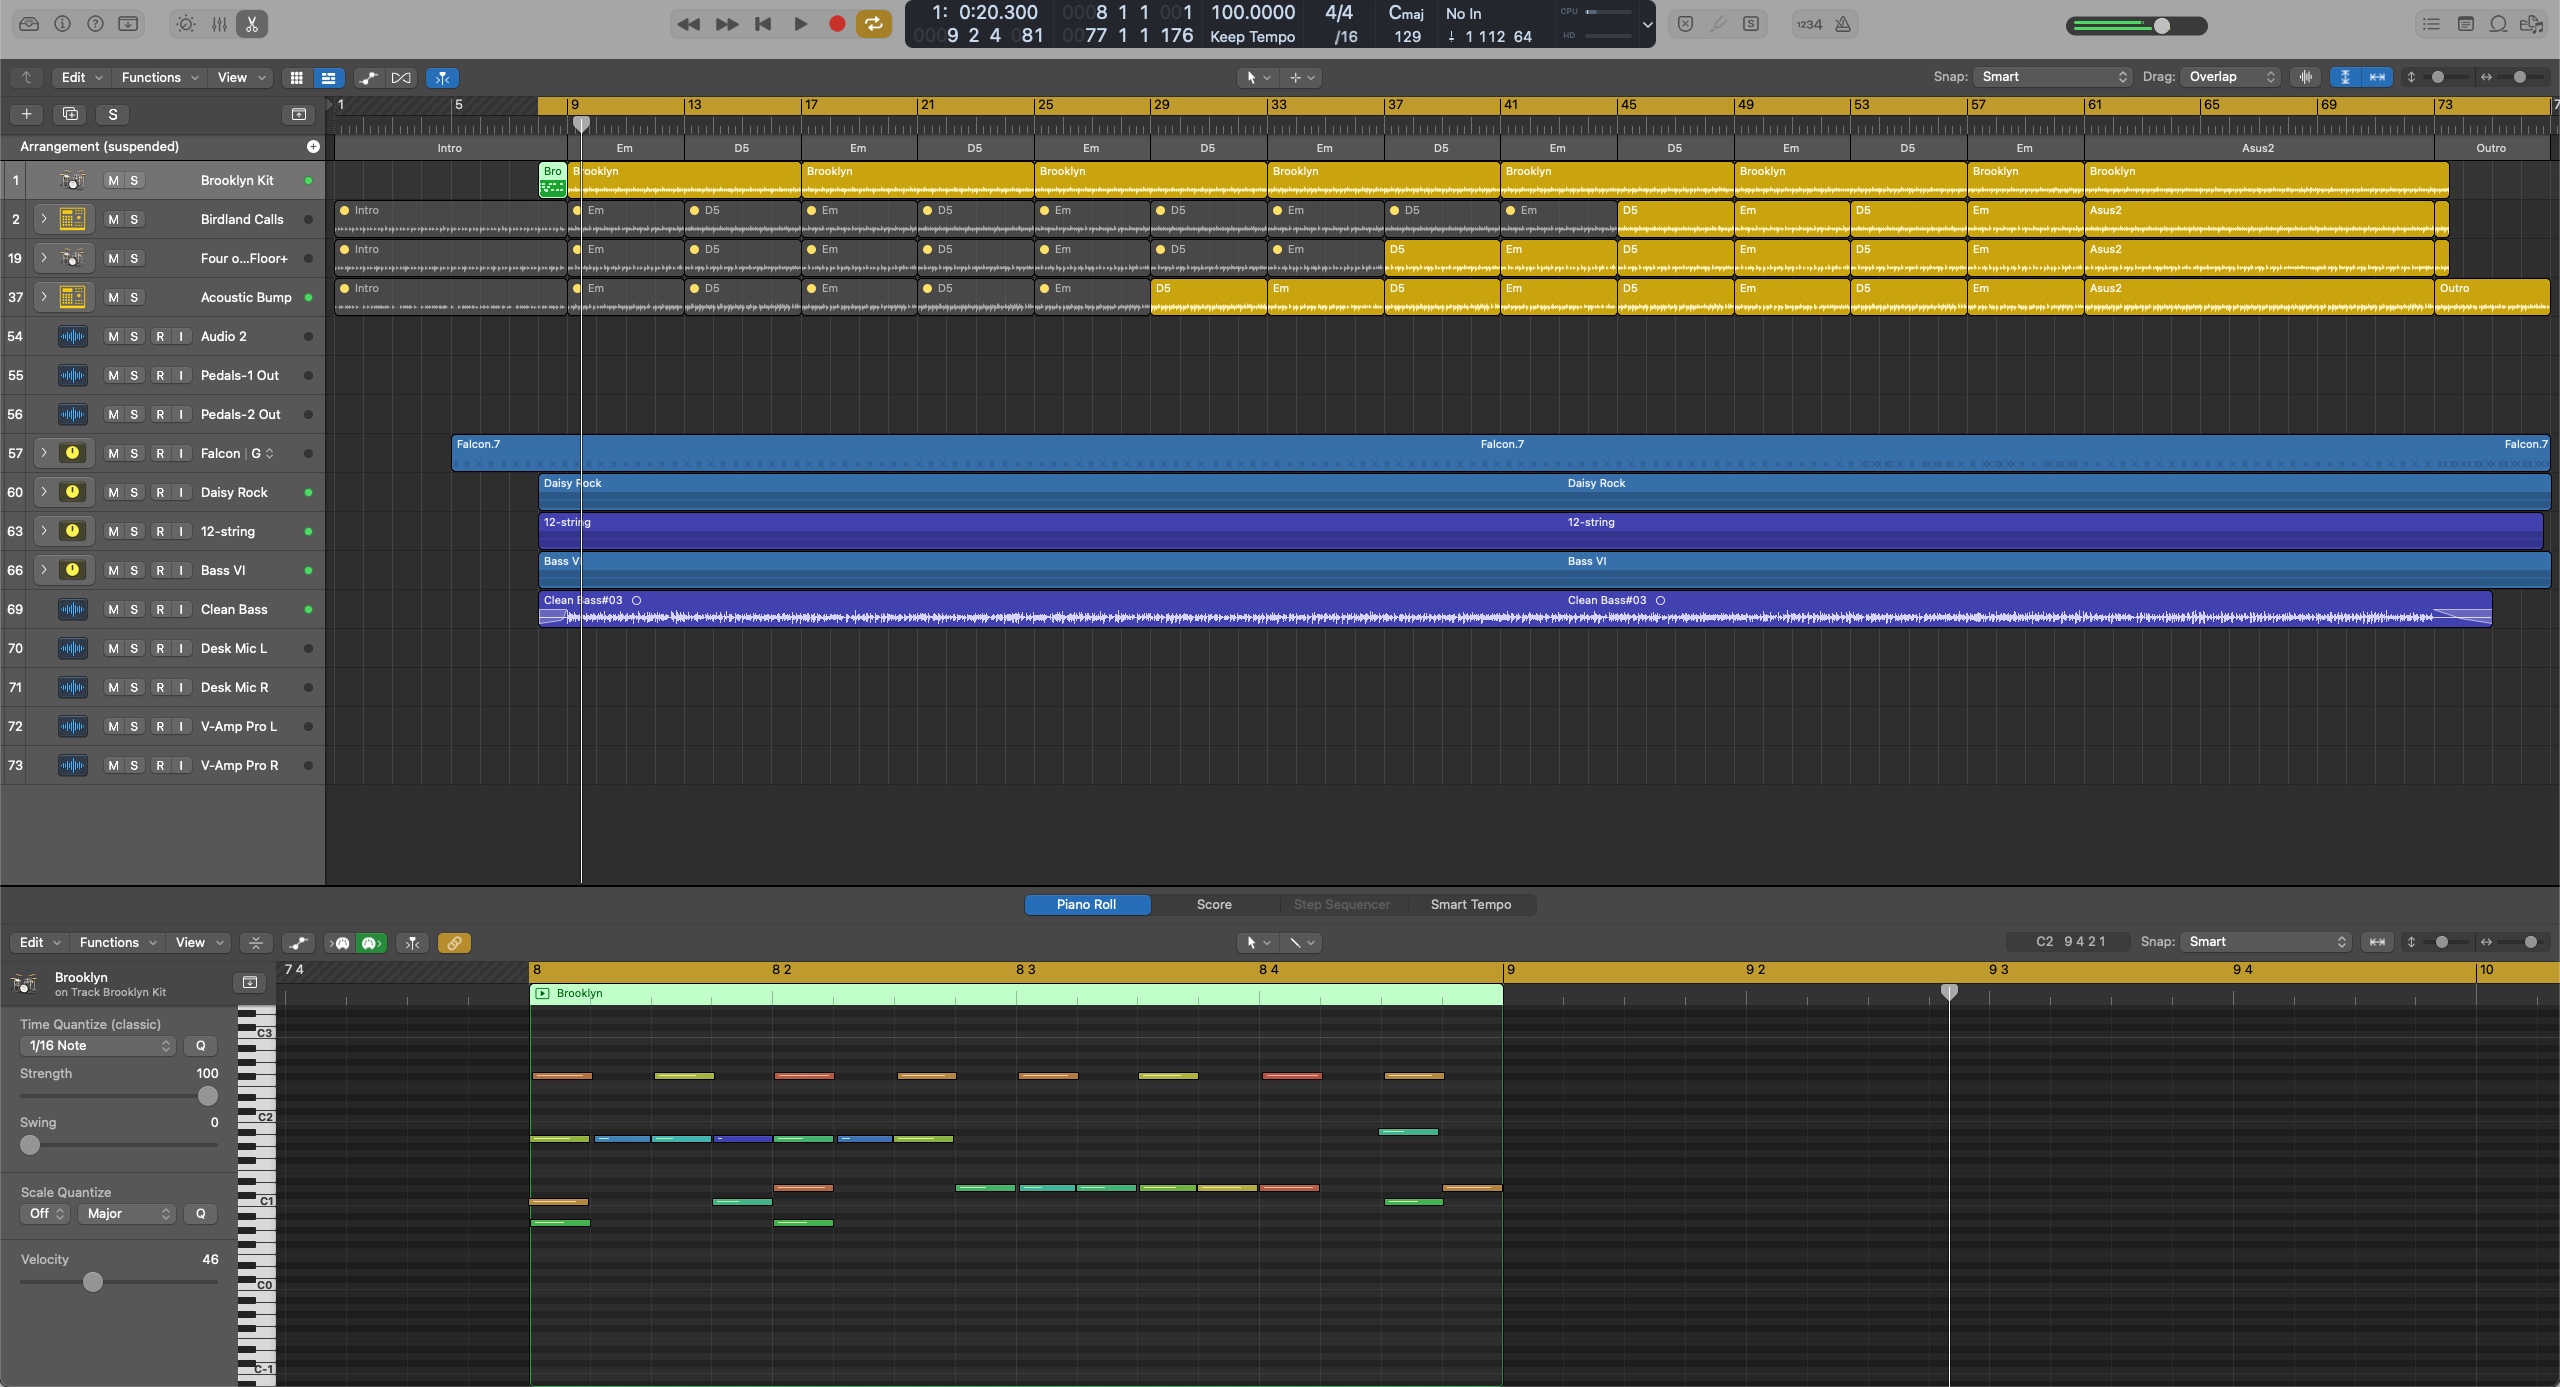 1: 0:20.300 0008 1 1 001 100.0000 4/4 Cmaj No In CPU
0009 2 4 081 0077 1 1 176 Keep Tempo /16 129 1 112 64 HD
1234
Edit Functions View Snap: Smart Drag: Overlap
1 5 9 13 17 21 25 29 33 37 41 45 49 53 57 61 65 69 73 7
S
Arrangement (suspended) Intro Em D5 Em D5 Em D5 Em D5 Em D5 Em D5 Em Asus2 Outro
1 M S Brooklyn Kit Bro Brooklyn Brooklyn Brooklyn Brooklyn Brooklyn Brooklyn Brooklyn Brooklyn
2 M S Birdland Calls Intro Em D5 Em D5 Em D5 Em D5 Em D5 Em D5 Em Asus2
19 M S Four o...Floor+ Intro Em D5 Em D5 Em D5 Em D5 Em D5 Em D5 Em Asus2
37 M S Acoustic Bump Intro Em D5 Em D5 Em D5 Em D5 Em D5 Em D5 Em Asus2 Outro
54 M S R I Audio 2
55 M S R I Pedals-1 Out
56 M S R I Pedals-2 Out
57 M S R I Falcon | G Falcon.7 Falcon.7 Falcon.7
60 M S R I Daisy Rock Daisy Rock Daisy Rock
63 M S R I 12-string 12-string 12-string
66 M S R I Bass VI Bass V Bass VI
69 M S R I Clean Bass Clean Bass#03 Clean Bass#03
70 M S R I Desk Mic L
71 M S R I Desk Mic R
72 M S R I V-Amp Pro L
73 M S R I V-Amp Pro R
Piano Roll Score Step Sequencer Smart Tempo
Edit Functions View C2 9 4 2 1 Snap: Smart
7 4 8 8 2 8 3 8 4 9 9 2 9 3 9 4 10
Brooklyn
on Track Brooklyn Kit
Brooklyn
Time Quantize (classic)
1/16 Note Q
Strength 100
Swing 0
Scale Quantize
Off Major Q
Velocity 46
C3
C2
C1
C0
C-1